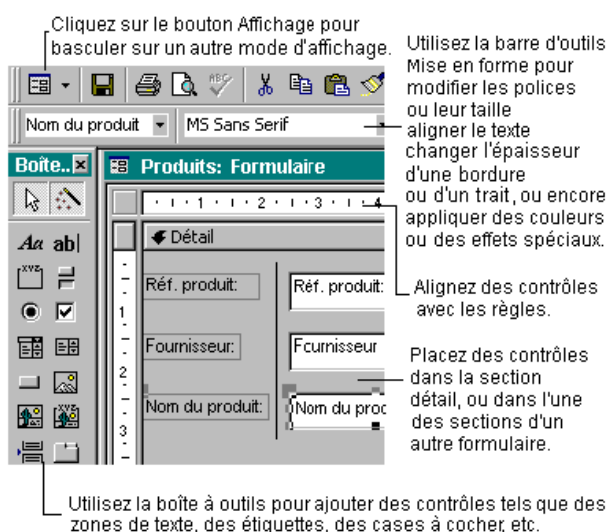 Cliquez sur le bouton Affichage pour
basculer sur un autre mode d'affichage.
Utilisez la barre d'outils
Mise en forme pour
modifier les polices
ou leur taille
aligner le texte
changer l'épaisseur
d'une bordure
ou d'un trait, ou encore
appliquer des couleurs
ou des effets spéciaux.
ABC
Nom du produit
MS Sans Serif
Boîte..
Produits: Formulaire
1 2 3 4
Aa ab|
XYZ
Détail
Réf. produit:
Réf. produit:
1
Fournisseur:
Fournisseur
2
Nom du produit:
Nom du prod
3
XYZ
Alignez des contrôles
avec les règles.
Placez des contrôles
dans la section
détail, ou dans l'une
des sections d'un
autre formulaire.
Utilisez la boîte à outils pour ajouter des contrôles tels que des
zones de texte, des étiquettes, des cases à cocher, etc.